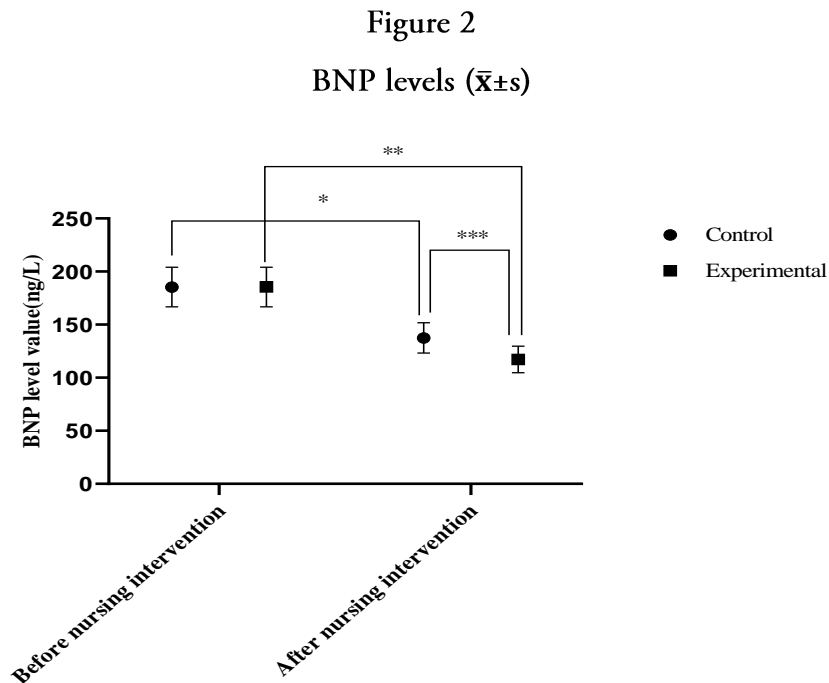 Figure 2
BNP levels (x̄±s)
**
*
***
250
200
150
100
50
0
BNP level value(ng/L)
Before nursing intervention
After nursing intervention
Control
Experimental